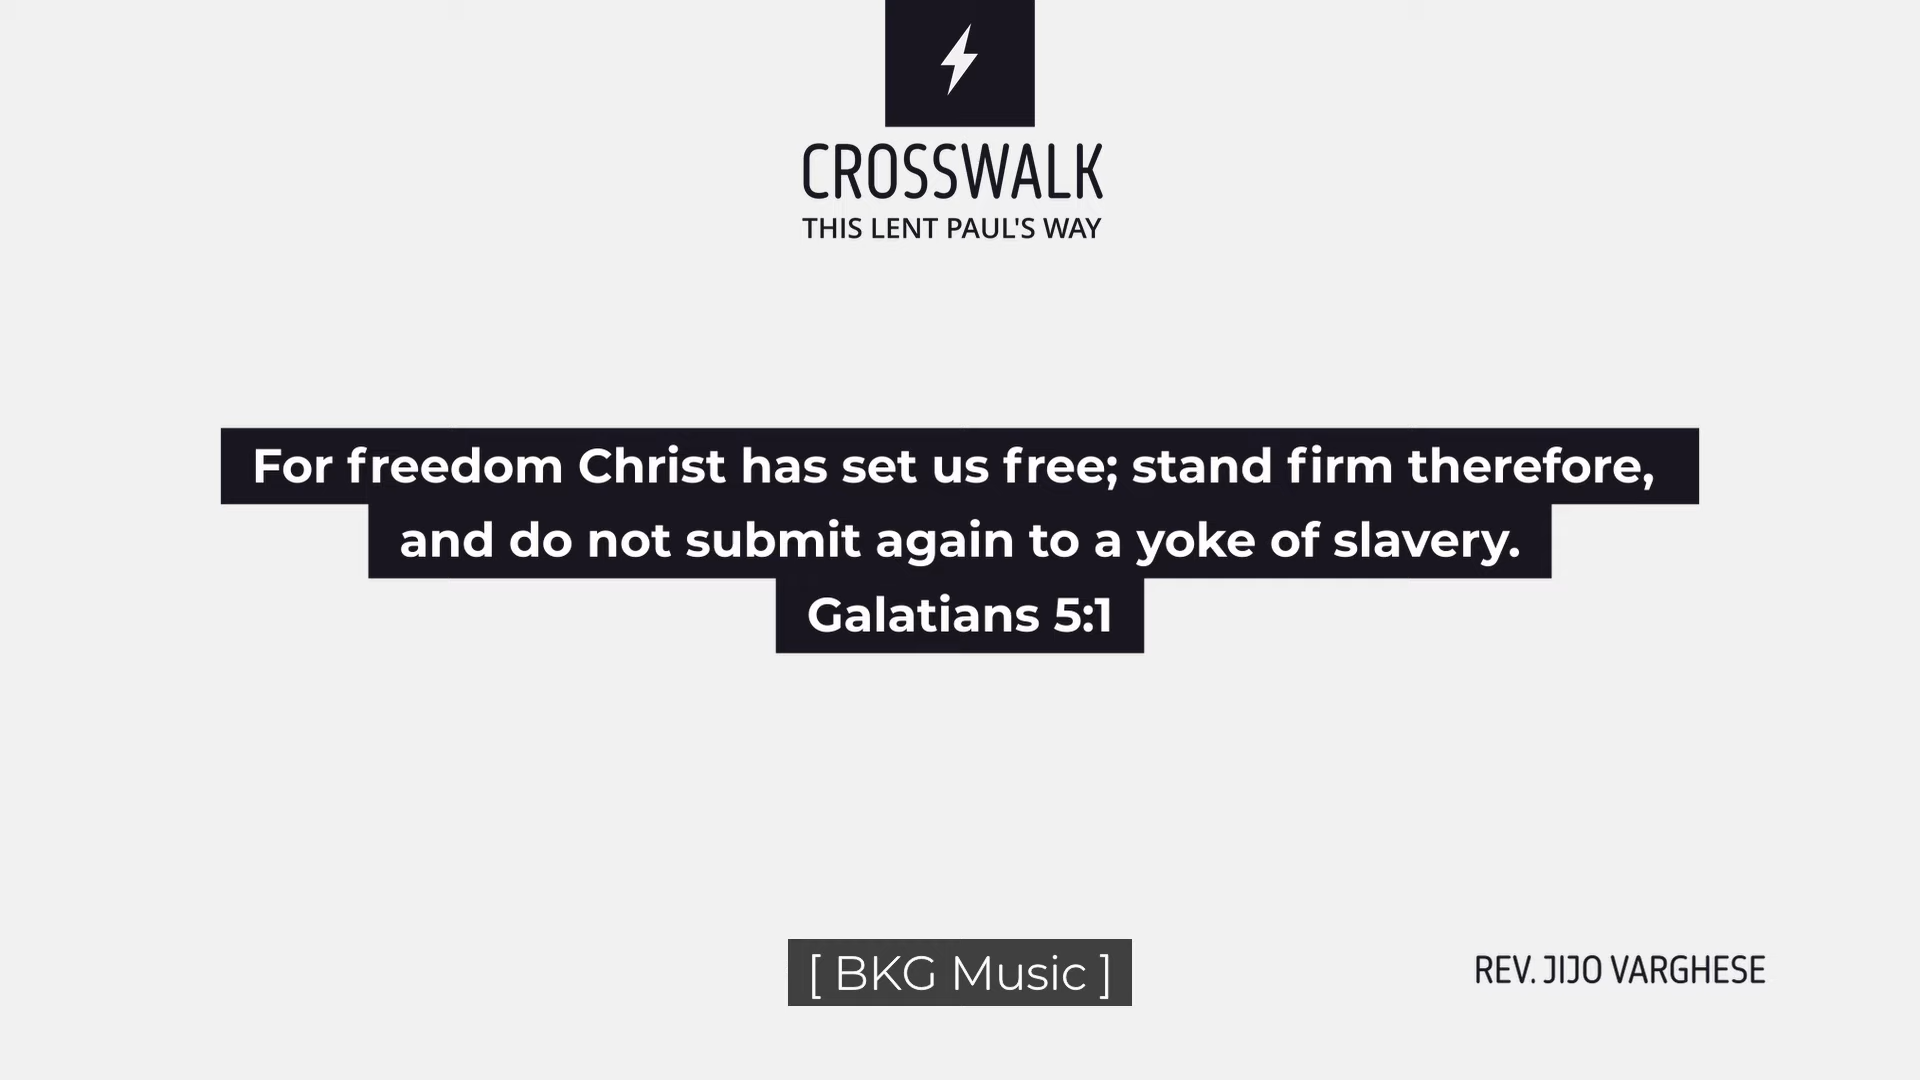 CROSSWALK
THIS LENT PAUL'S WAY
For freedom Christ has set us free; stand firm therefore,
and do not submit again to a yoke of slavery.
Galatians 5:1
[ BKG Music ]
REV. JIJO VARGHESE